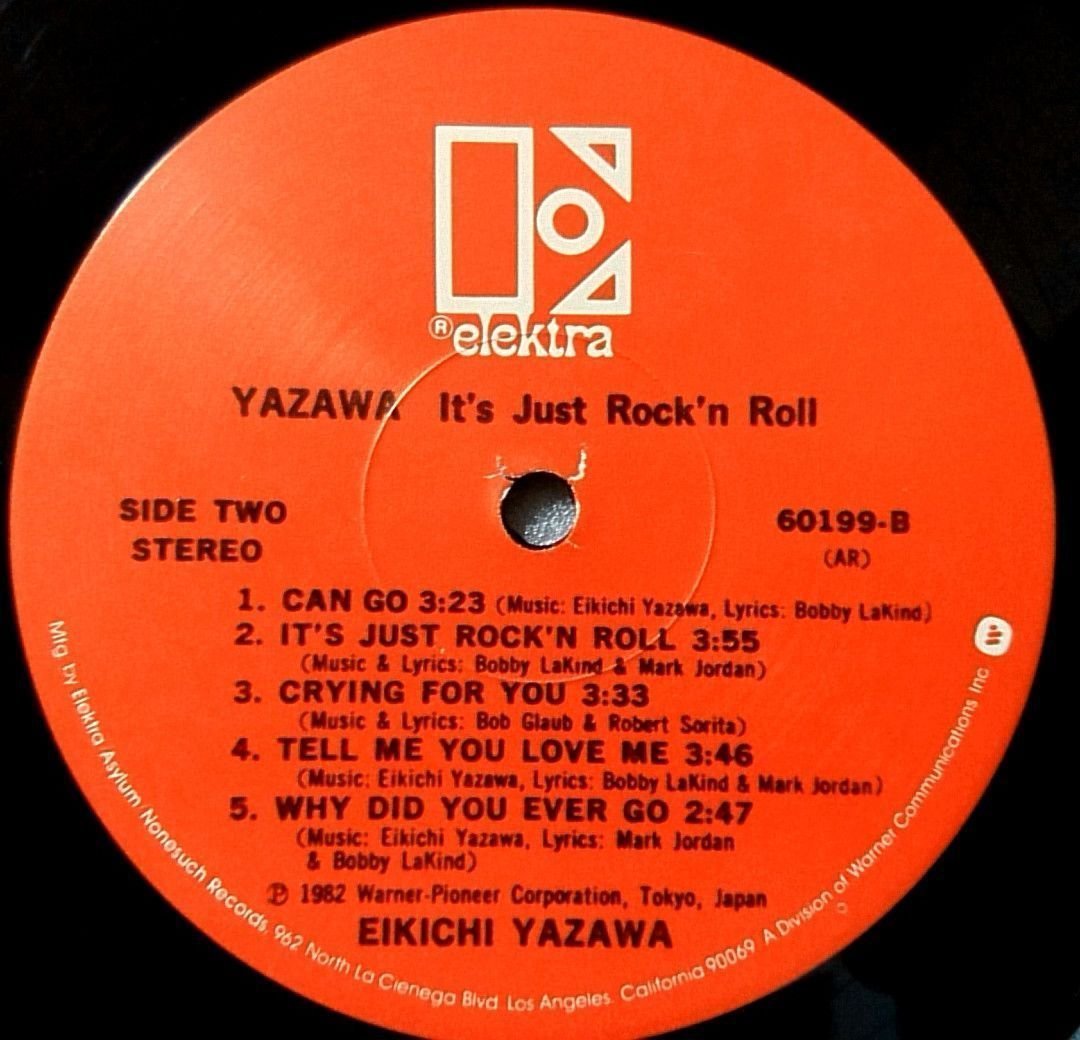 ® elektra
YAZAWA It's Just Rock'n Roll
SIDE TWO
STEREO
60199-B
(AR)
1. CAN GO 3:23 (Music: Eikichi Yazawa, Lyrics: Bobby LaKind)
2. IT'S JUST ROCK'N ROLL 3:55
(Music & Lyrics: Bobby LaKind & Mark Jordan)
3. CRYING FOR YOU 3:33
(Music & Lyrics: Bob Glaub & Robert Sorita)
4. TELL ME YOU LOVE ME 3:46
(Music: Eikichi Yazawa, Lyrics: Bobby LaKind & Mark Jordan)
5. WHY DID YOU EVER GO 2:47
(Music: Eikichi Yazawa, Lyrics: Mark Jordan
& Bobby LaKind)
℗ 1982 Warner-Pioneer Corporation, Tokyo, Japan
EIKICHI YAZAWA
Mfg. by Elektra/Asylum/Nonesuch Records, 962 North La Cienega Blvd. Los Angeles. California 90069 A Division of Warner Communications Inc